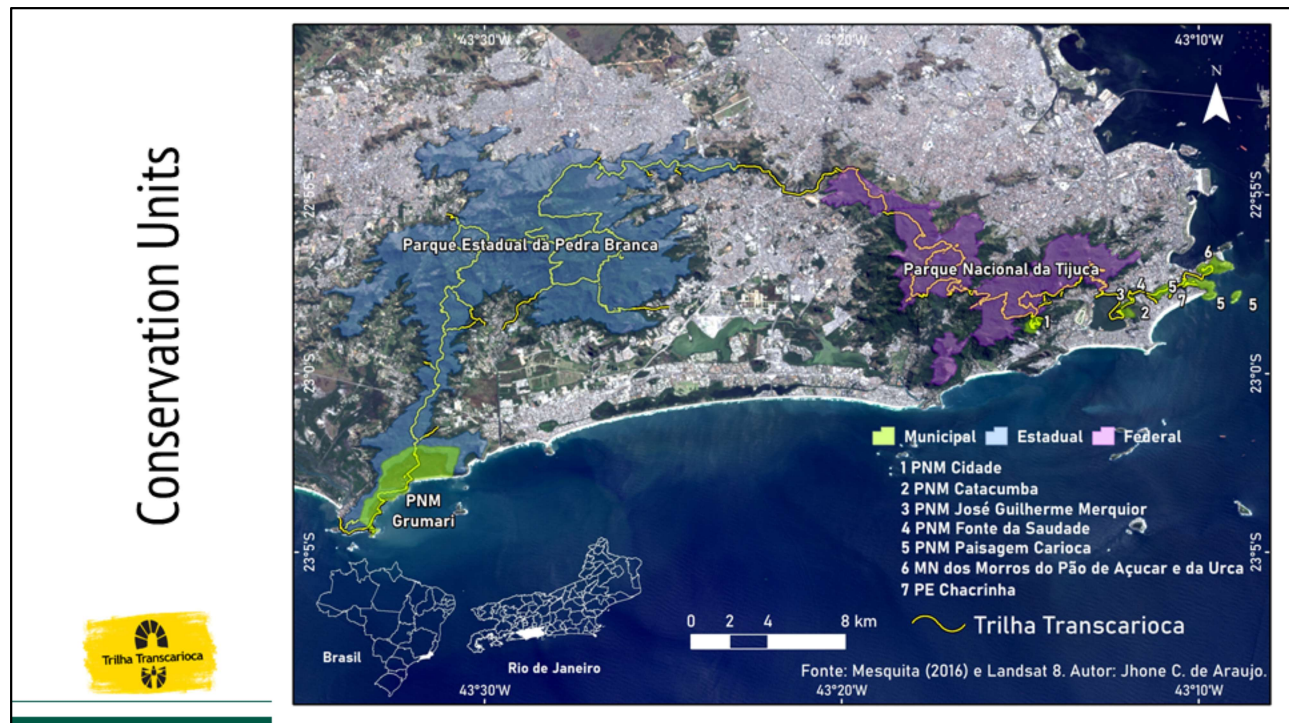 Conservation Units
Trilha Transcarioca
43°30'W
43°20'W
43°10'W
N
22°55'S
22°55'S
Parque Estadual da Pedra Branca
Parque Nacional da Tijuca
6
5
4
3
7
5
5
2
1
23°0'S
23°0'S
Municipal
Estadual
Federal
1 PNM Cidade
2 PNM Catacumba
3 PNM José Guilherme Merquior
4 PNM Fonte da Saudade
5 PNM Paisagem Carioca
6 MN dos Morros do Pão de Açucar e da Urca
7 PE Chacrinha
PNM
Grumari
23°5'S
23°5'S
0 2 4 8 km
Trilha Transcarioca
Brasil
Rio de Janeiro
Fonte: Mesquita (2016) e Landsat 8. Autor: Jhone C. de Araujo.
43°30'W
43°20'W
43°10'W